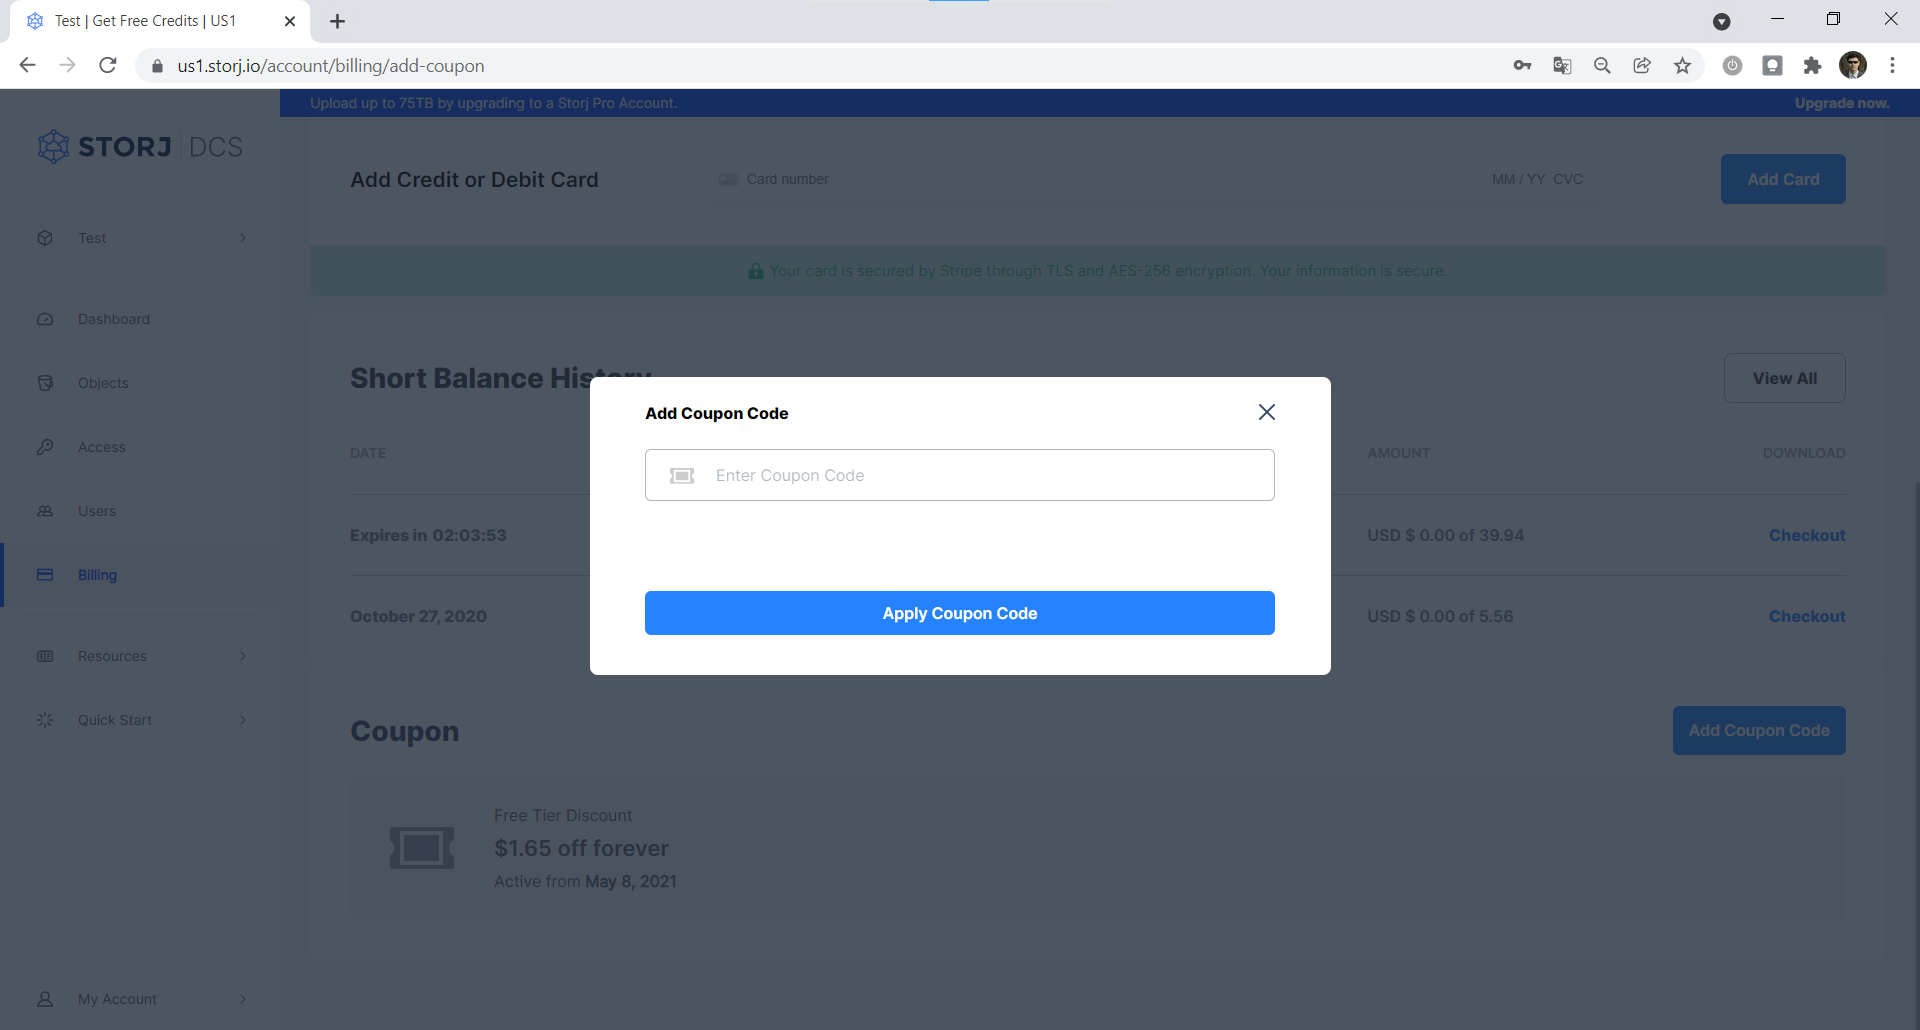 Test | Get Free Credits | US1
us1.storj.io/account/billing/add-coupon
Upload up to 75TB by upgrading to a Storj Pro Account.
Upgrade now.
STORJ DCS
Add Credit or Debit Card
Card number
MM / YY CVC
Add Card
Test
Your card is secured by Stripe through TLS and AES-256 encryption. Your information is secure.
Dashboard
Objects
Access
Users
Billing
Resources
Quick Start
My Account
Short Balance History
View All
DATE
AMOUNT
DOWNLOAD
Expires in 02:03:53
USD $ 0.00 of 39.94
Checkout
October 27, 2020
USD $ 0.00 of 5.56
Checkout
Add Coupon Code
Enter Coupon Code
Apply Coupon Code
Coupon
Add Coupon Code
Free Tier Discount
$1.65 off forever
Active from May 8, 2021